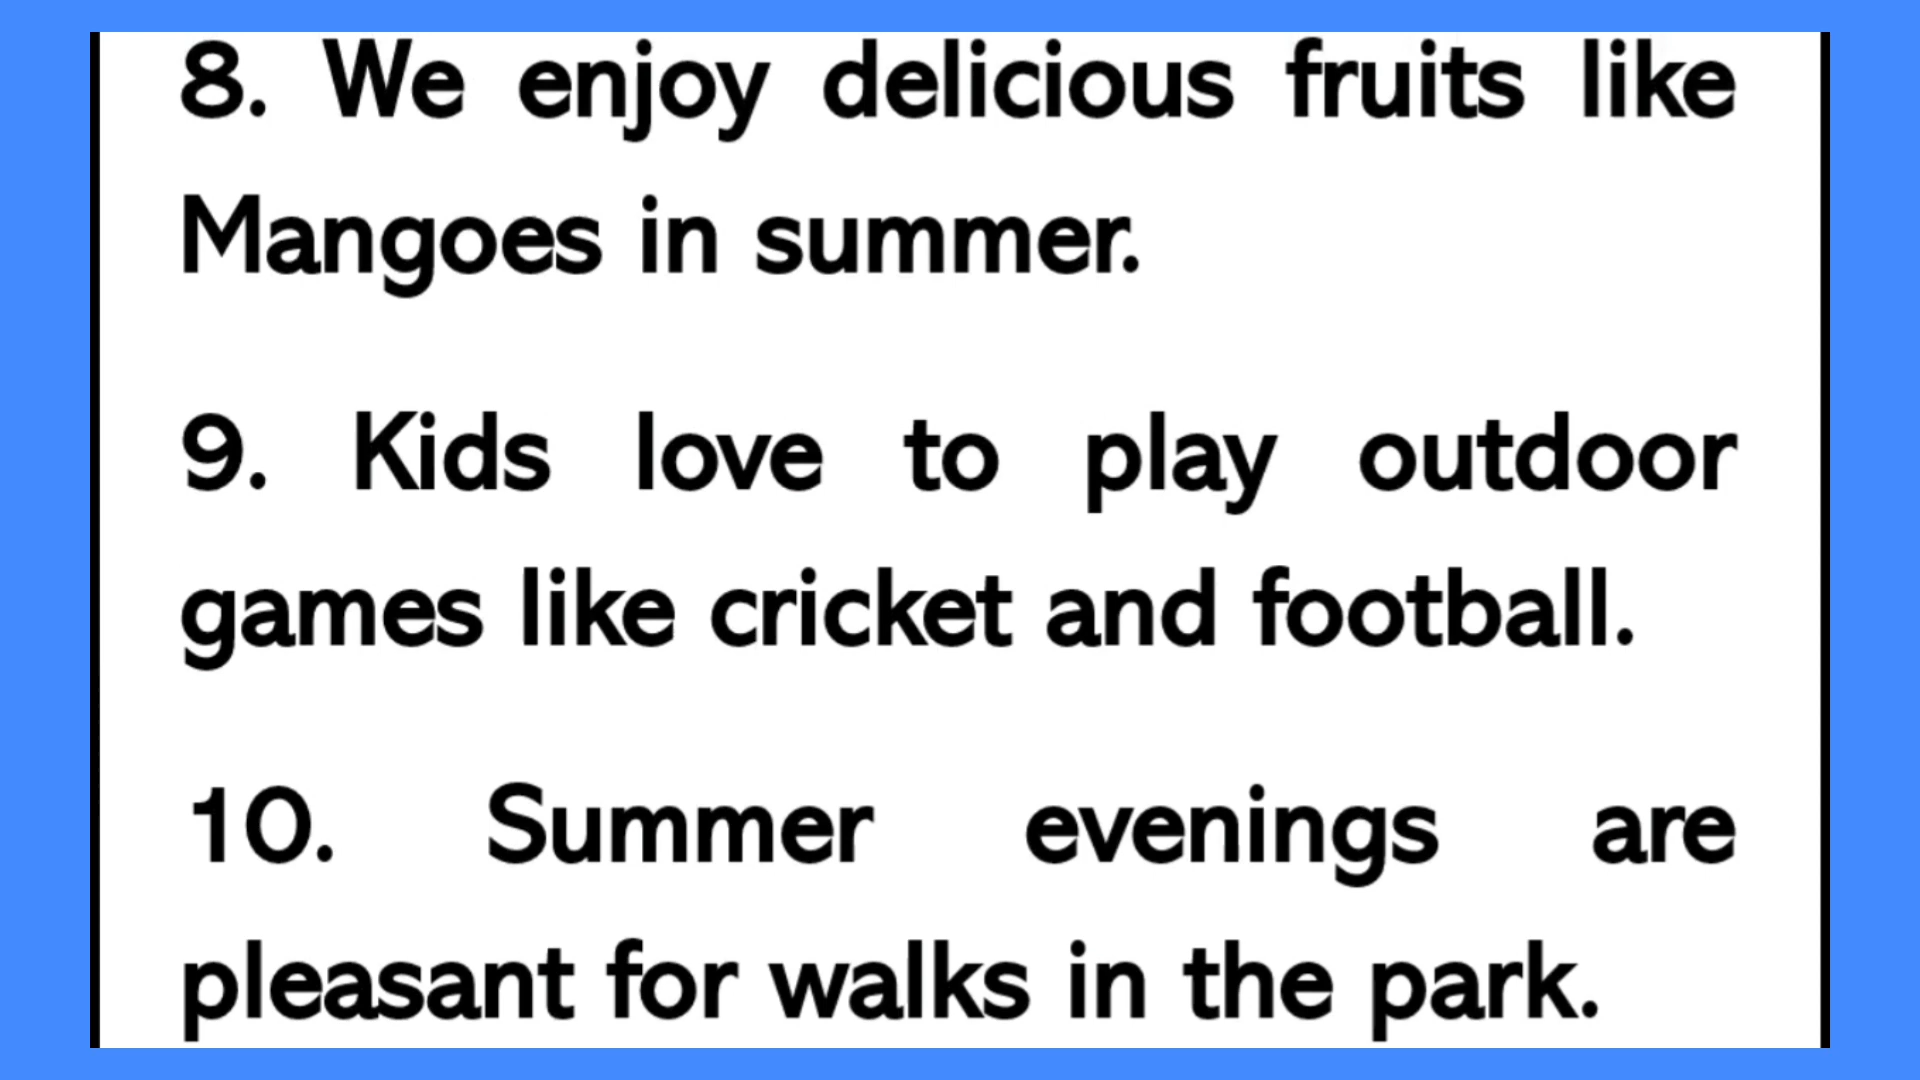 8. We enjoy delicious fruits like
Mangoes in summer.
9. Kids love to play outdoor
games like cricket and football.
10. Summer evenings are
pleasant for walks in the park.